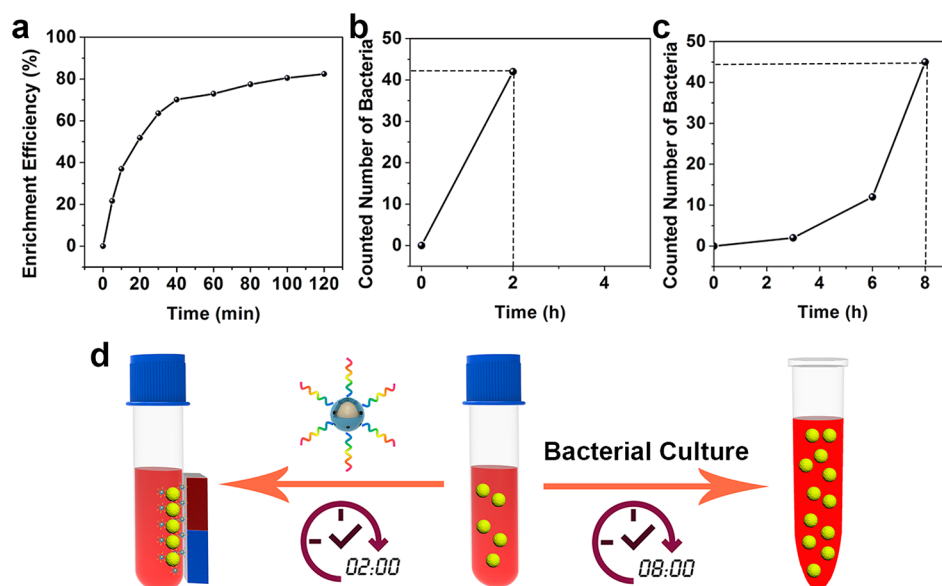 a
100
80
60
40
20
0
Enrichment Efficiency (%)
0 20 40 60 80 100 120
Time (min)
b
50
40
30
20
10
0
Counted Number of Bacteria
0 2 4
Time (h)
c
50
40
30
20
10
0
Counted Number of Bacteria
0 2 4 6 8
Time (h)
d
02:00
Bacterial Culture
08:00